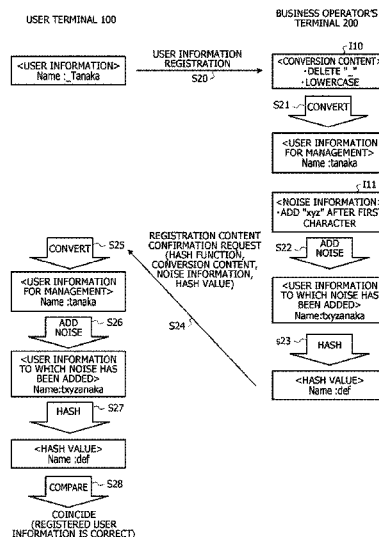 USER TERMINAL 100
BUSINESS OPERATOR'S
TERMINAL 200
<USER INFORMATION>
Name :_Tanaka
USER INFORMATION
REGISTRATION
S20
I10
<CONVERSION CONTENT>
·DELETE "_"
·LOWERCASE
S21
CONVERT
<USER INFORMATION
FOR MANAGEMENT>
Name :tanaka
I11
<NOISE INFORMATION>
·ADD "xyz" AFTER FIRST
CHARACTER
S22
ADD
NOISE
<USER INFORMATION
TO WHICH NOISE HAS
BEEN ADDED>
Name:txyzanaka
S23
HASH
<HASH VALUE>
Name :def
REGISTRATION CONTENT
CONFIRMATION REQUEST
(HASH FUNCTION,
CONVERSION CONTENT,
NOISE INFORMATION,
HASH VALUE)
S24
CONVERT
S25
<USER INFORMATION
FOR MANAGEMENT>
Name :tanaka
ADD
NOISE
S26
<USER INFORMATION
TO WHICH NOISE HAS
BEEN ADDED>
Name:txyzanaka
HASH
S27
<HASH VALUE>
Name :def
COMPARE
S28
COINCIDE
(REGISTERED USER
INFORMATION IS CORRECT)